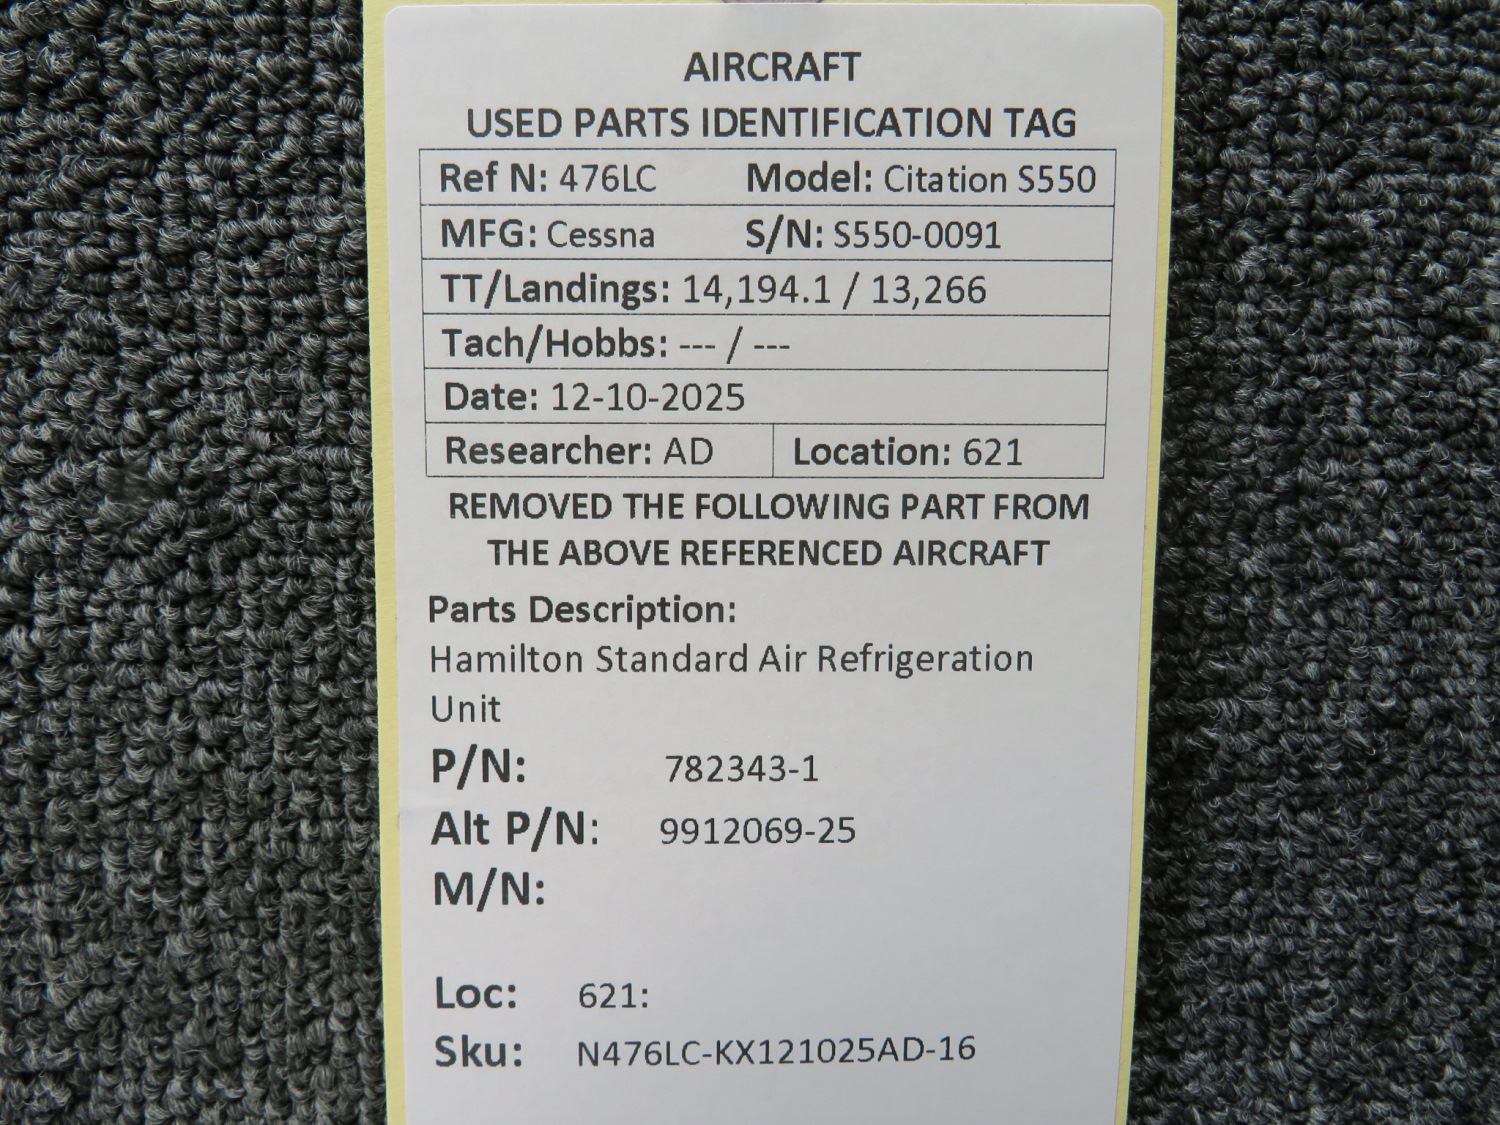 AIRCRAFT
USED PARTS IDENTIFICATION TAG
Ref N: 476LC Model: Citation S550
MFG: Cessna S/N: S550-0091
TT/Landings: 14,194.1 / 13,266
Tach/Hobbs: --- / ---
Date: 12-10-2025
Researcher: AD Location: 621
REMOVED THE FOLLOWING PART FROM
THE ABOVE REFERENCED AIRCRAFT
Parts Description:
Hamilton Standard Air Refrigeration
Unit
P/N: 782343-1
Alt P/N: 9912069-25
M/N:
Loc: 621:
Sku: N476LC-KX121025AD-16